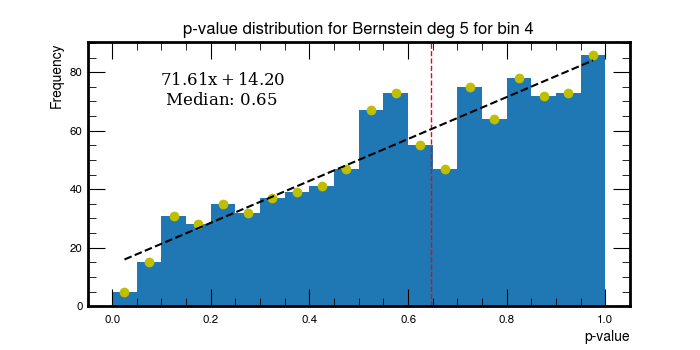 p-value distribution for Bernstein deg 5 for bin 4
Frequency
71.61x + 14.20
Median: 0.65
80
60
40
20
0
0.0 0.2 0.4 0.6 0.8 1.0
p-value